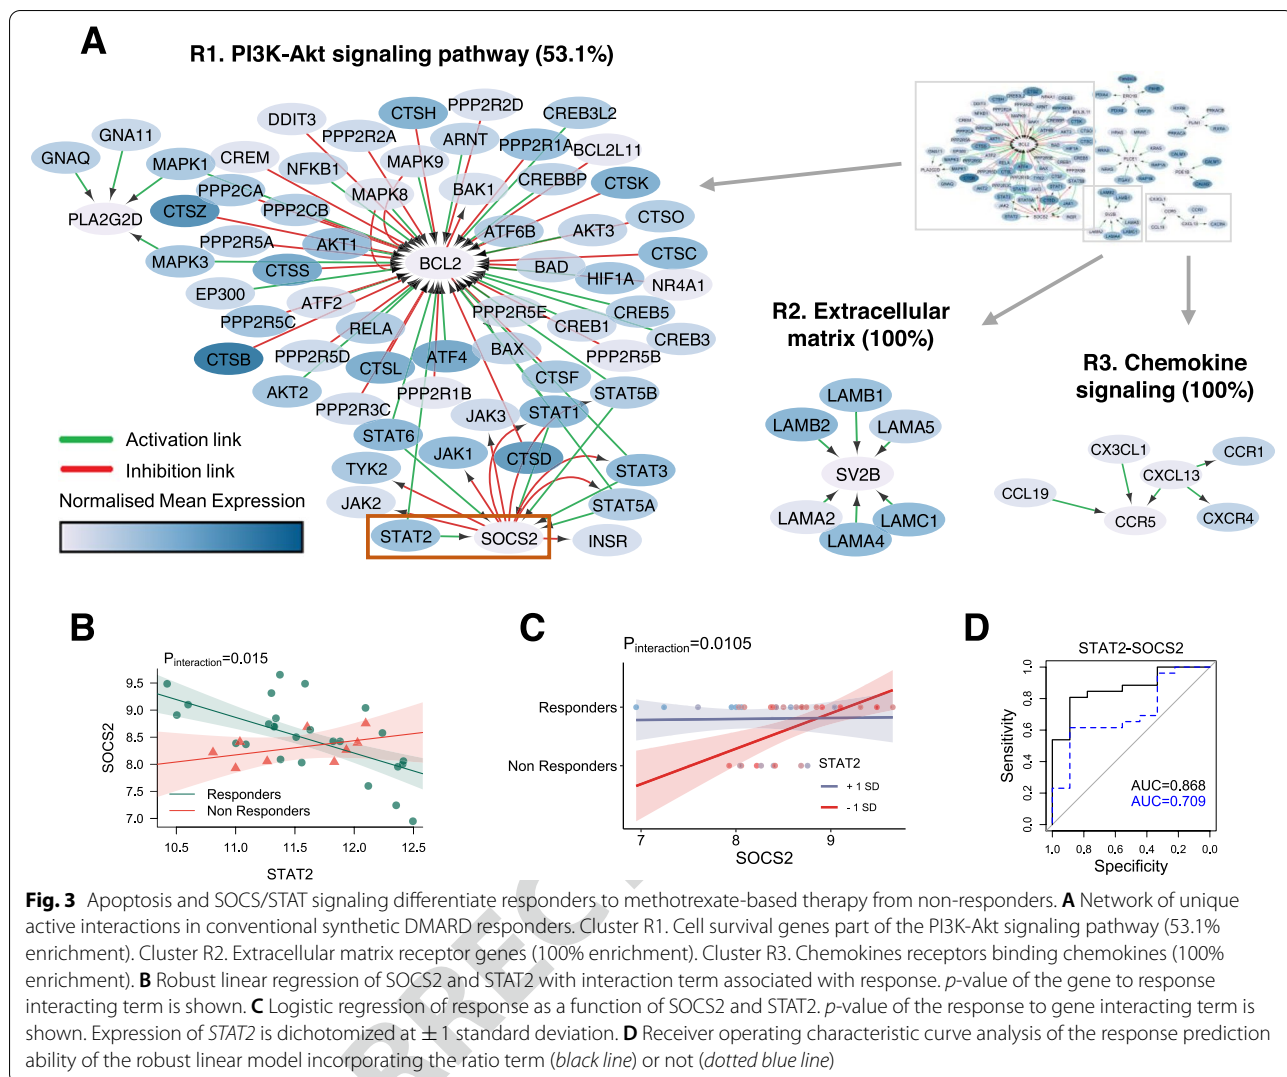 A
R1. PI3K-Akt signaling pathway (53.1%)
PPP2R2D
CTSH
CREB3L2
DDIT3
PPP2R2A
ARNT
PPP2R1A
BCL2L11
GNA11
GNAQ
MAPK1
CREM
NFKB1
MAPK9
CREBBP
CTSK
PPP2CA
MAPK8
BAK1
CTSZ
PPP2CB
CTSO
PLA2G2D
ATF6B
AKT3
PPP2R5A
AKT1
MAPK3
CTSS
BCL2
BAD
CTSC
HIF1A
NR4A1
EP300
ATF2
PPP2R5E
CREB5
PPP2R5C
RELA
CREB1
CREB3
CTSB
PPP2R5D
CTSL
ATF4
BAX
PPP2R5B
AKT2
PPP2R1B
CTSF
STAT5B
PPP2R3C
JAK3
STAT1
STAT6
JAK1
CTSD
TYK2
STAT3
JAK2
STAT5A
STAT2
SOCS2
INSR
Activation link
Inhibition link
Normalised Mean Expression
R2. Extracellular
matrix (100%)
LAMB1
LAMB2
LAMA5
SV2B
LAMA2
LAMC1
LAMA4
R3. Chemokine
signaling (100%)
CX3CL1
CCR1
CXCL13
CCL19
CCR5
CXCR4
B
P interaction=0.015
SOCS2
9.5
9.0
8.5
8.0
7.5
7.0
Responders
Non Responders
10.5 11.0 11.5 12.0 12.5
STAT2
C
P interaction=0.0105
Responders
Non Responders
STAT2
+ 1 SD
- 1 SD
7 8 9
SOCS2
D
STAT2-SOCS2
Sensitivity
1.0
0.8
0.6
0.4
0.2
0.0
AUC=0.868
AUC=0.709
1.0 0.8 0.6 0.4 0.2 0.0
Specificity
Fig. 3 Apoptosis and SOCS/STAT signaling differentiate responders to methotrexate-based therapy from non-responders. A Network of unique
active interactions in conventional synthetic DMARD responders. Cluster R1. Cell survival genes part of the PI3K-Akt signaling pathway (53.1%
enrichment). Cluster R2. Extracellular matrix receptor genes (100% enrichment). Cluster R3. Chemokines receptors binding chemokines (100%
enrichment). B Robust linear regression of SOCS2 and STAT2 with interaction term associated with response. p-value of the gene to response
interacting term is shown. C Logistic regression of response as a function of SOCS2 and STAT2. p-value of the response to gene interacting term is
shown. Expression of STAT2 is dichotomized at ± 1 standard deviation. D Receiver operating characteristic curve analysis of the response prediction
ability of the robust linear model incorporating the ratio term (black line) or not (dotted blue line)